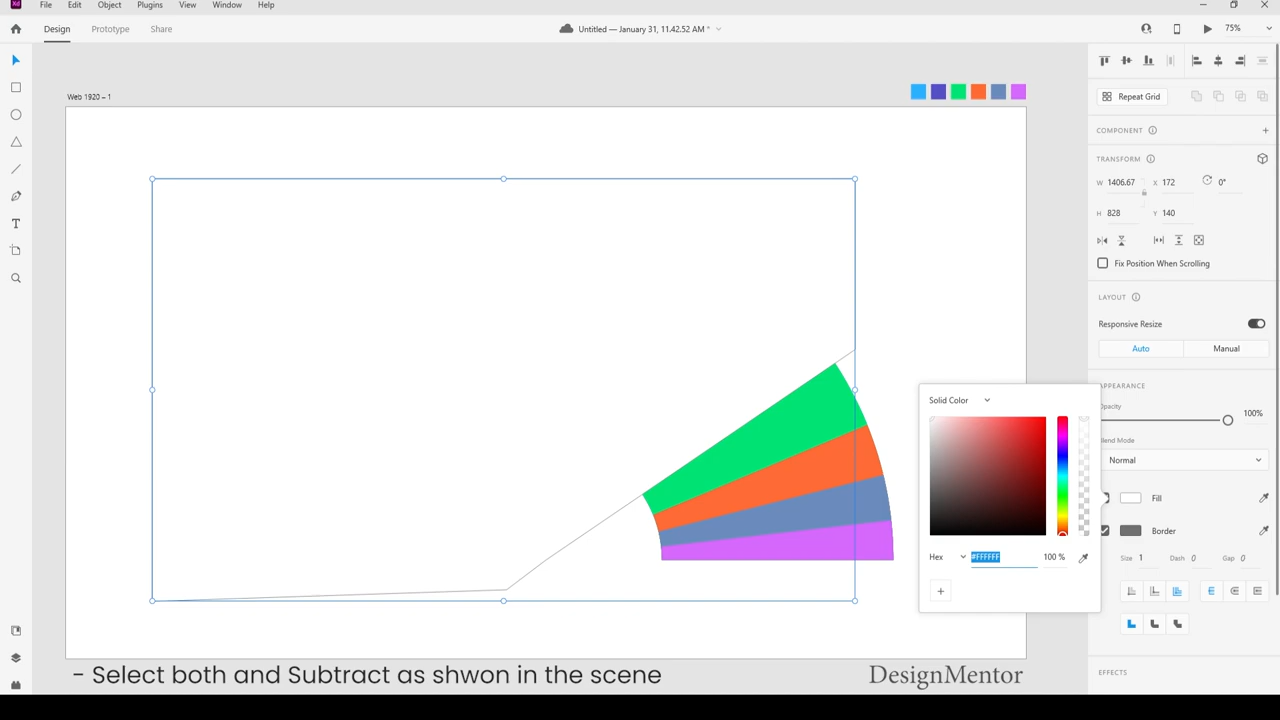 Xd File Edit Object Plugins View Window Help
Design Prototype Share Untitled — January 31, 11.42.52 AM * 75%
Web 1920 – 1
Repeat Grid
COMPONENT
TRANSFORM
W 1406.67 X 172 0°
H 828 Y 140
Fix Position When Scrolling
LAYOUT
Responsive Resize
Auto Manual
APPEARANCE
Opacity
100%
Blend Mode
Normal
Solid Color
Fill
Border
Hex #FFFFFF 100 %
Size 1 Dash 0 Gap 0
+
EFFECTS
- Select both and Subtract as shwon in the scene
DesignMentor